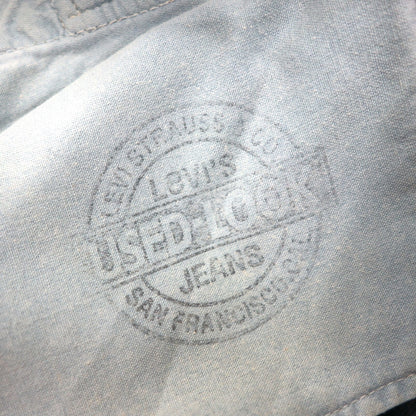 LEVI STRAUSS & CO.
LeVI'S
USED-LOOK
JEANS
SAN FRANCISCO, CAL.